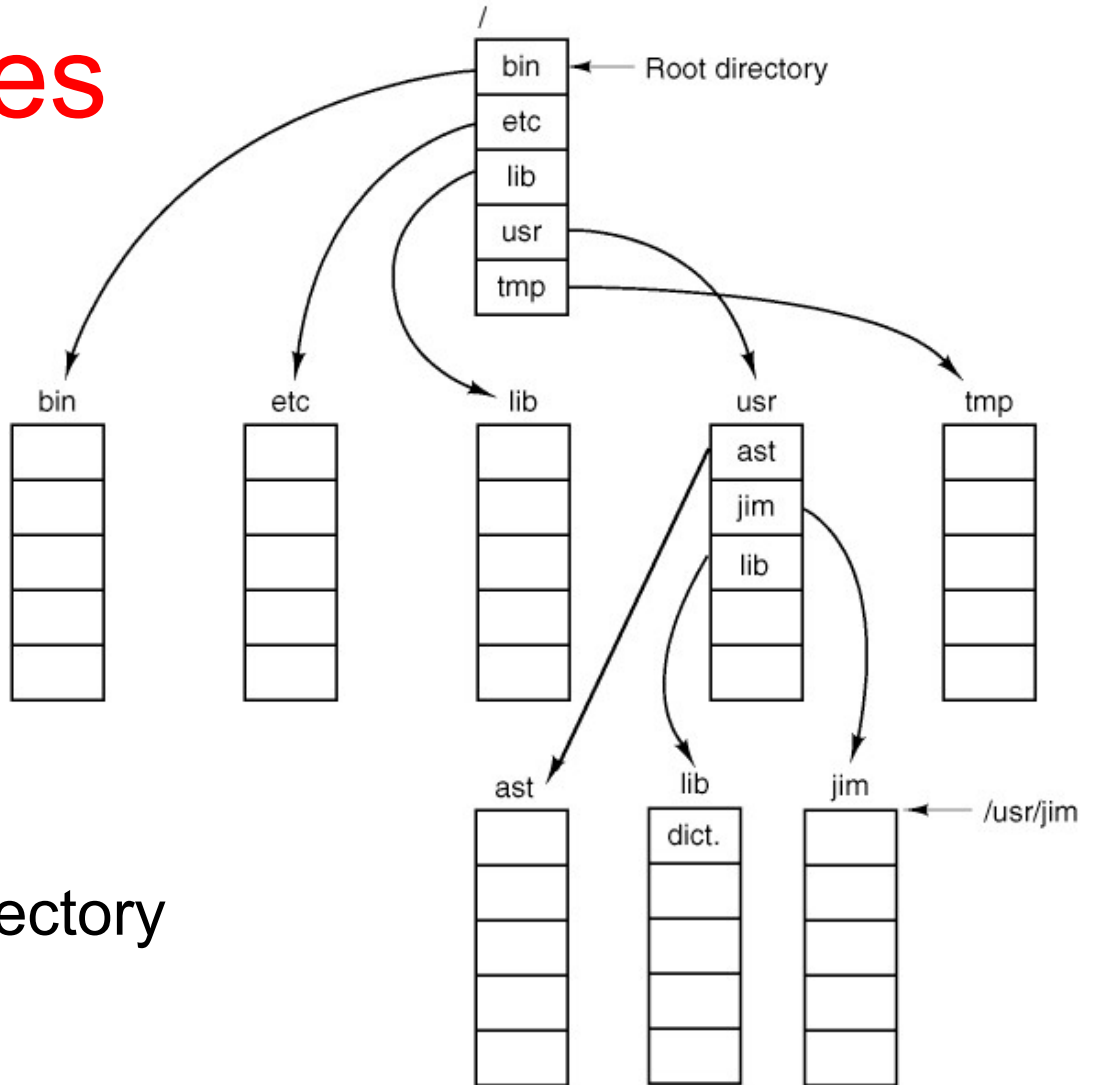 /
es
bin
Root directory
etc
lib
usr
tmp
bin
etc
lib
usr
tmp
ast
jim
lib
ast
lib
jim
/usr/jim
dict.
ectory